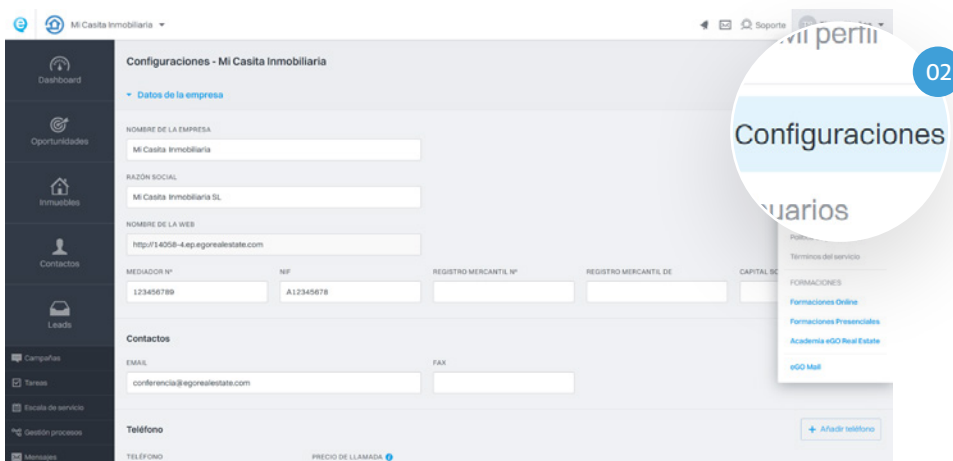 Mi Casita Inmobiliaria
Soporte
Mi perfil
02
Configuraciones
Dashboard
Configuraciones - Mi Casita Inmobiliaria
Datos de la empresa
Oportunidades
NOMBRE DE LA EMPRESA
Mi Casita Inmobiliaria
RAZÓN SOCIAL
Mi Casita Inmobiliaria SL
Inmuebles
NOMBRE DE LA WEB
http://14058-4.ep.egorealestate.com
Contactos
MEDIADOR Nº
NIF
REGISTRO MERCANTIL Nº
REGISTRO MERCANTIL DE
123456789
A12345678
Términos del servicio
FORMACIONES
Formaciones Online
Formaciones Presenciales
Academia eGO Real Estate
eGO Mail
Leads
Contactos
EMAIL
FAX
conferencia@egorealestate.com
Campañas
Tareas
Escala de servicio
Gestión procesos
Mensajes
Teléfono
+ Añadir teléfono
TELÉFONO
PRECIO DE LLAMADA